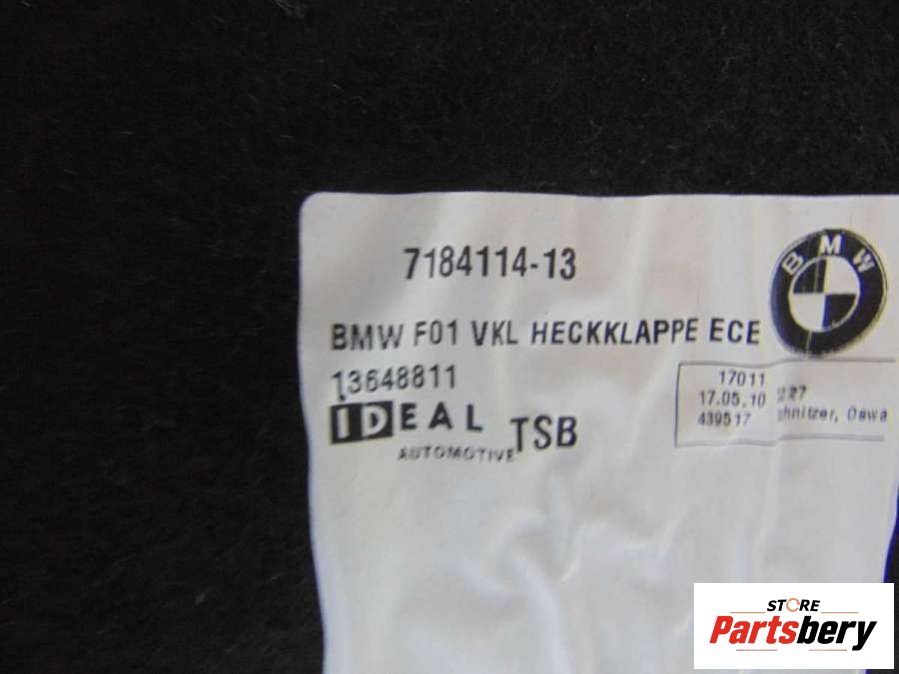 7184114-13
BMW
BMW F01 VKL HECKKLAPPE ECE
13648811
17011
17.05.10
439517 Oswa
IDEAL TSB
AUTOMOTIVE
STORE
Partsbery